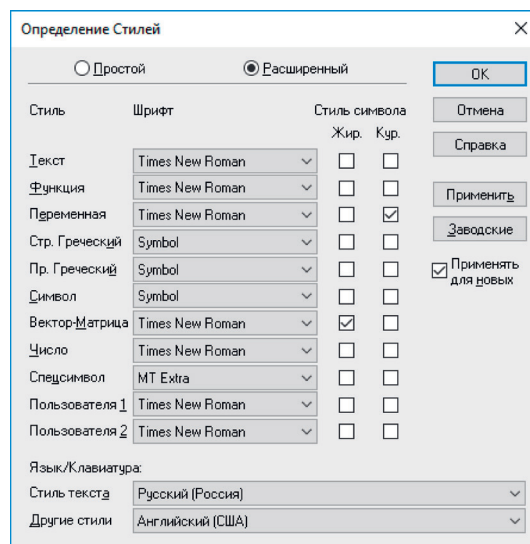 Определение Стилей
Простой Расширенный OK
Стиль Шрифт Стиль символа Отмена
Жир. Кур.
Справка
Текст Times New Roman
Функция Times New Roman
Переменная Times New Roman Применить
Стр. Греческий Symbol Заводские
Пр. Греческий Symbol Применять
для новых
Символ Symbol
Вектор-Матрица Times New Roman
Число Times New Roman
Спецсимвол MT Extra
Пользователя 1 Times New Roman
Пользователя 2 Times New Roman
Язык/Клавиатура:
Стиль текста Русский (Россия)
Другие стили Английский (США)